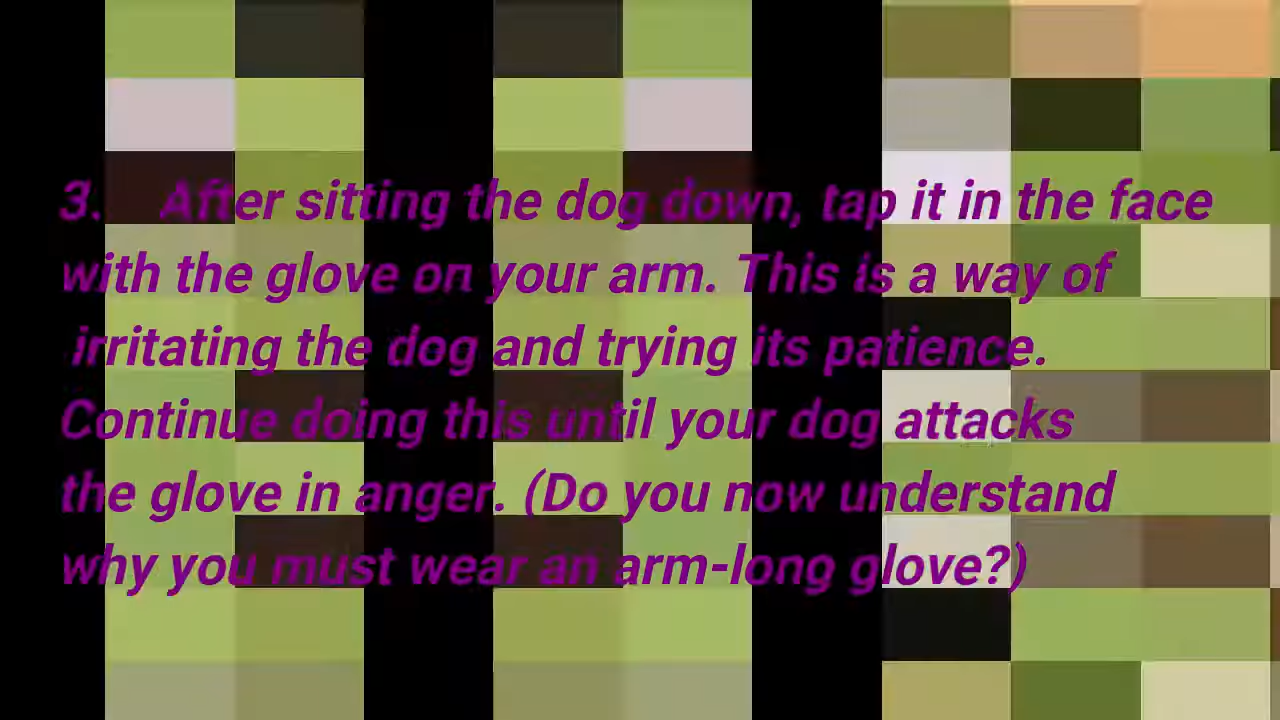 3. After sitting the dog down, tap it in the face
with the glove on your arm. This is a way of
irritating the dog and trying its patience.
Continue doing this until your dog attacks
the glove in anger. (Do you now understand
why you must wear an arm-long glove?)